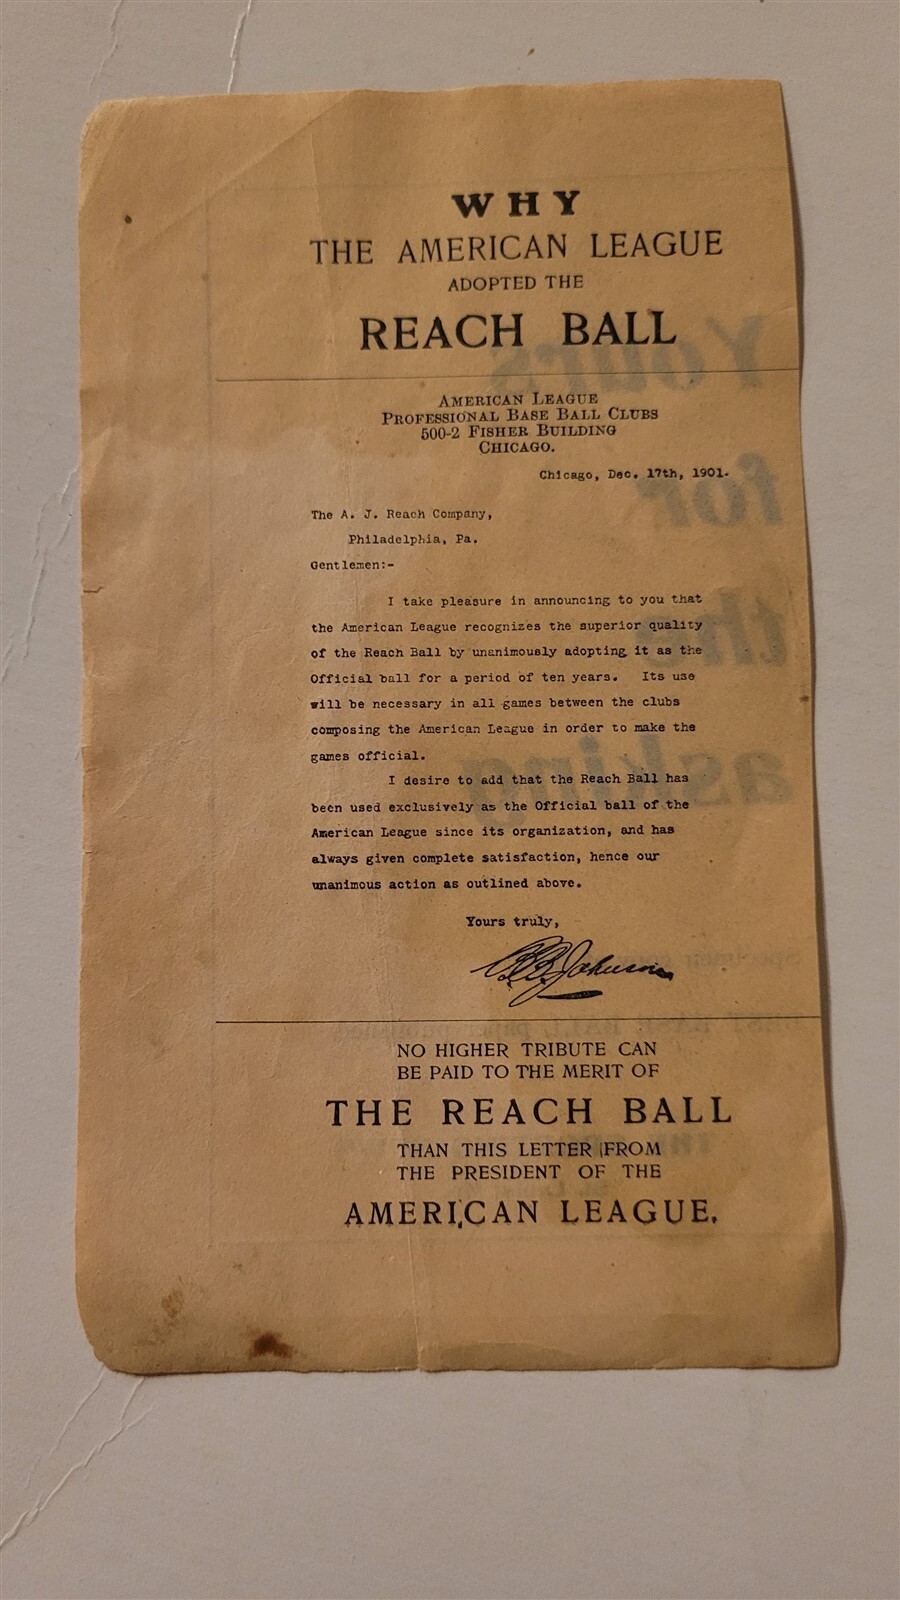 WHY
THE AMERICAN LEAGUE
ADOPTED THE
REACH BALL
AMERICAN LEAGUE
PROFESSIONAL BASE BALL CLUBS
500-2 FISHER BUILDING
CHICAGO.
Chicago, Dec. 17th, 1901.
The A. J. Reach Company,
Philadelphia, Pa.
Gentlemen:-
I take pleasure in announcing to you that
the American League recognizes the superior quality
of the Reach Ball by unanimously adopting it as the
Official ball for a period of ten years. Its use
will be necessary in all games between the clubs
composing the American League in order to make the
games official.
I desire to add that the Reach Ball has
been used exclusively as the Official ball of the
American League since its organization, and has
always given complete satisfaction, hence our
unanimous action as outlined above.
Yours truly,
B B Johnson
NO HIGHER TRIBUTE CAN
BE PAID TO THE MERIT OF
THE REACH BALL
THAN THIS LETTER FROM
THE PRESIDENT OF THE
AMERICAN LEAGUE.
Yours
for
the
asking